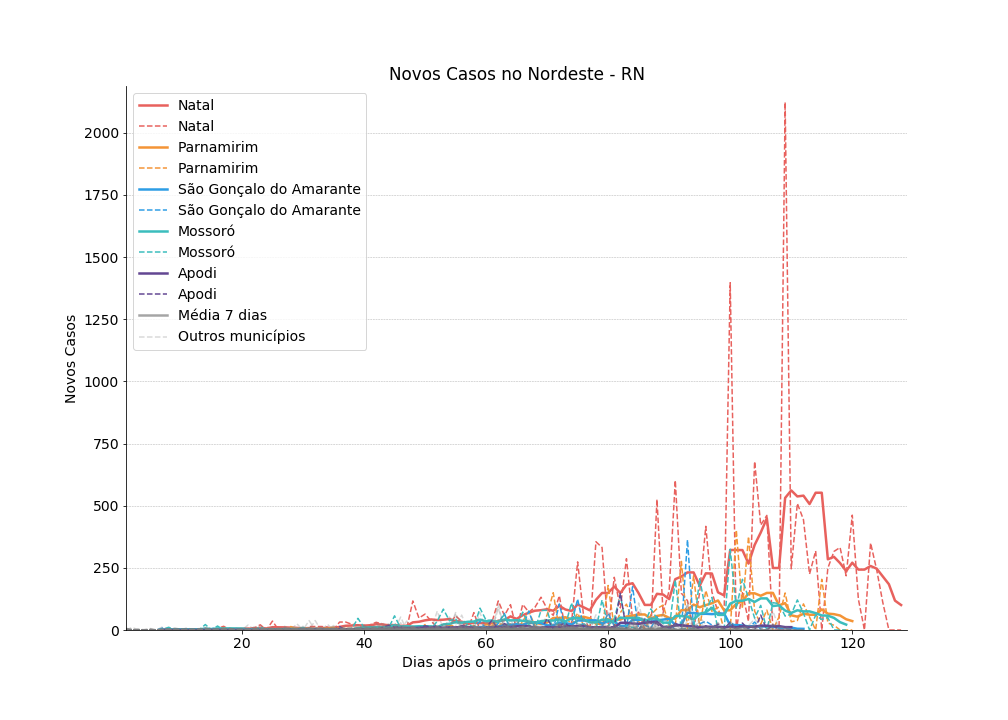 Novos Casos no Nordeste - RN
Natal
Natal
Parnamirim
Parnamirim
São Gonçalo do Amarante
São Gonçalo do Amarante
Mossoró
Mossoró
Apodi
Apodi
Média 7 dias
Outros municípios
2000
1750
1500
1250
1000
750
500
250
0
Novos Casos
20 40 60 80 100 120
Dias após o primeiro confirmado